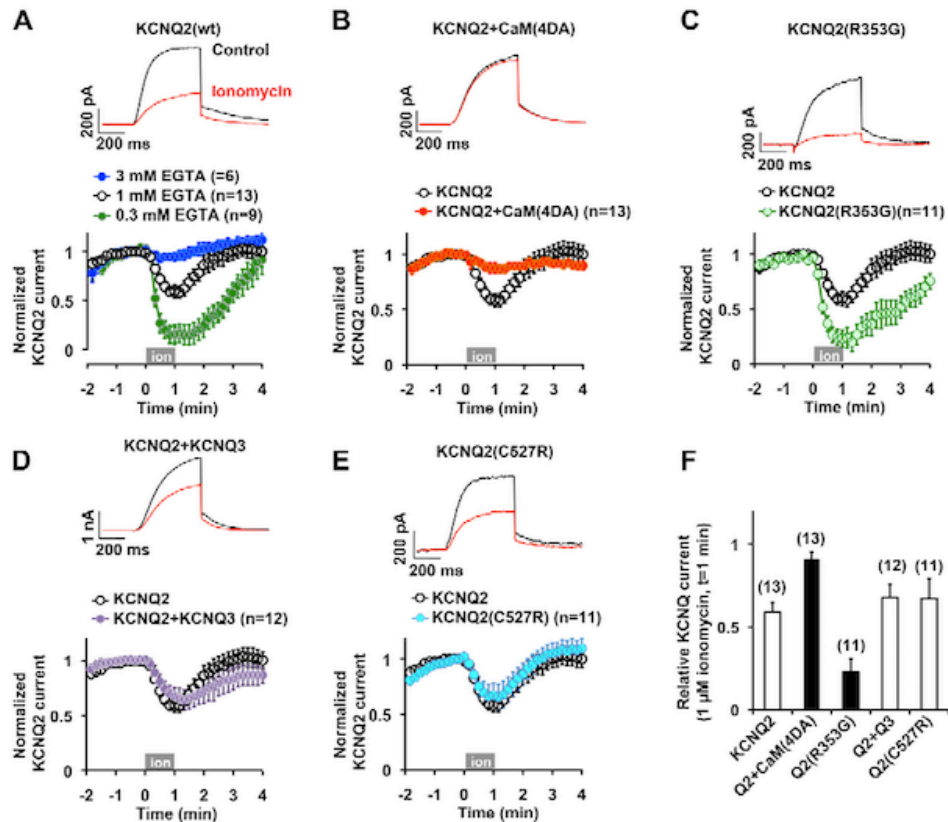 A
KCNQ2(wt)
Control
Ionomycin
200 pA
200 ms
3 mM EGTA (=6)
1 mM EGTA (n=13)
0.3 mM EGTA (n=9)
Normalized
KCNQ2 current
1
0.5
0
ion
-2 -1 0 1 2 3 4
Time (min)
B
KCNQ2+CaM(4DA)
200 pA
200 ms
KCNQ2
KCNQ2+CaM(4DA) (n=13)
Normalized
KCNQ2 current
1
0.5
0
ion
-2 -1 0 1 2 3 4
Time (min)
C
KCNQ2(R353G)
200 pA
200 ms
KCNQ2
KCNQ2(R353G)(n=11)
Normalized
KCNQ2 current
1
0.5
0
Ion
-2 -1 0 1 2 3 4
Time (min)
D
KCNQ2+KCNQ3
1 nA
200 ms
KCNQ2
KCNQ2+KCNQ3 (n=12)
Normalized
KCNQ2 current
1
0.5
0
ion
-2 -1 0 1 2 3 4
Time (min)
E
KCNQ2(C527R)
200 pA
200 ms
KCNQ2
KCNQ2(C527R) (n=11)
Normalized
KCNQ2 current
1
0.5
0
ion
-2 -1 0 1 2 3 4
Time (min)
F
Relative KCNQ current
(1 µM ionomycin, t=1 min)
1
0.5
0
(13)
(13)
(11)
(12)
(11)
KCNQ2
Q2+CaM(4DA)
Q2(R353G)
Q2+Q3
Q2(C527R)